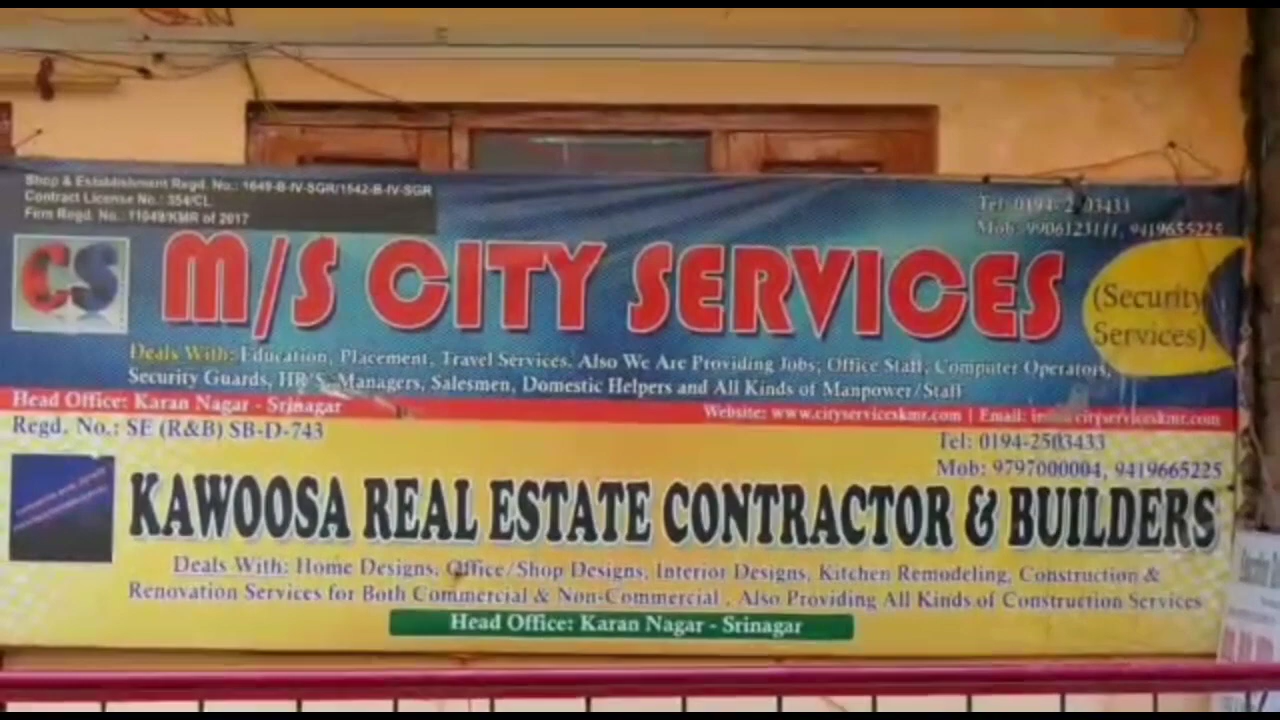 Shop & Establishment Regd. No.: 1649-B-IV-SGR/1542-B-IV-SGR
Contract License No.: 354/CL
Fem Regd. No.: 11049/KMR of 2017
Tel: 0194-2 03433
Mob: 9906123111, 9419655225
CS
M/S CITY SERVICES
(Security
Services)
Deals With: Education, Placement, Travel Services. Also We Are Providing Jobs; Office Staff, Computer Operators,
Security Guards, HR'S, Managers, Salesmen, Domestic Helpers and All Kinds of Manpower/Staff
Head Office: Karan Nagar - Srinagar
Website: www.cityserviceskmr.com | Email: cityserviceskmr.com
Regd. No.: SE (R&B) SB-D-743
Tel: 0194-2503433
Mob: 9797000004, 9419665225
KAWOOSA REAL ESTATE CONTRACTOR & BUILDERS
Deals With: Home Designs, Office/Shop Designs, Interior Designs, Kitchen Remodeling, Construction &
Renovation Services for Both Commercial & Non-Commercial , Also Providing All Kinds of Construction Services
Head Office: Karan Nagar - Srinagar